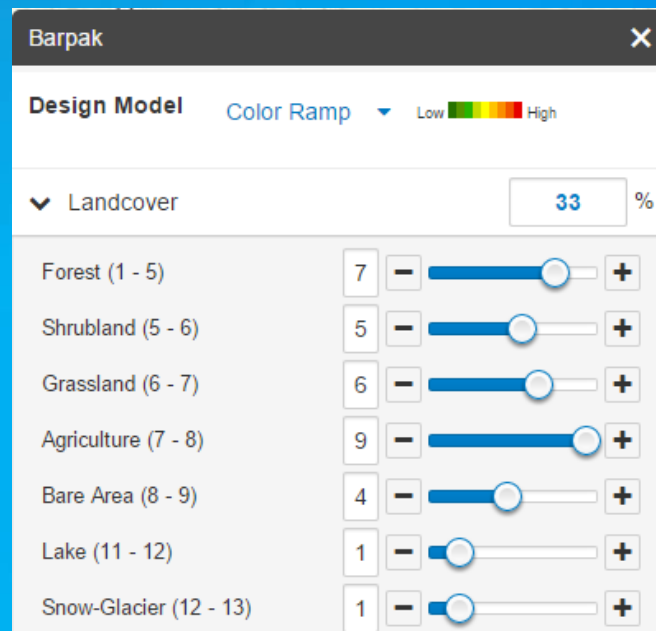 Barpak ×
Design Model Color Ramp Low High
Landcover 33 %
Forest (1 - 5) 7 − +
Shrubland (5 - 6) 5 − +
Grassland (6 - 7) 6 − +
Agriculture (7 - 8) 9 − +
Bare Area (8 - 9) 4 − +
Lake (11 - 12) 1 − +
Snow-Glacier (12 - 13) 1 − +